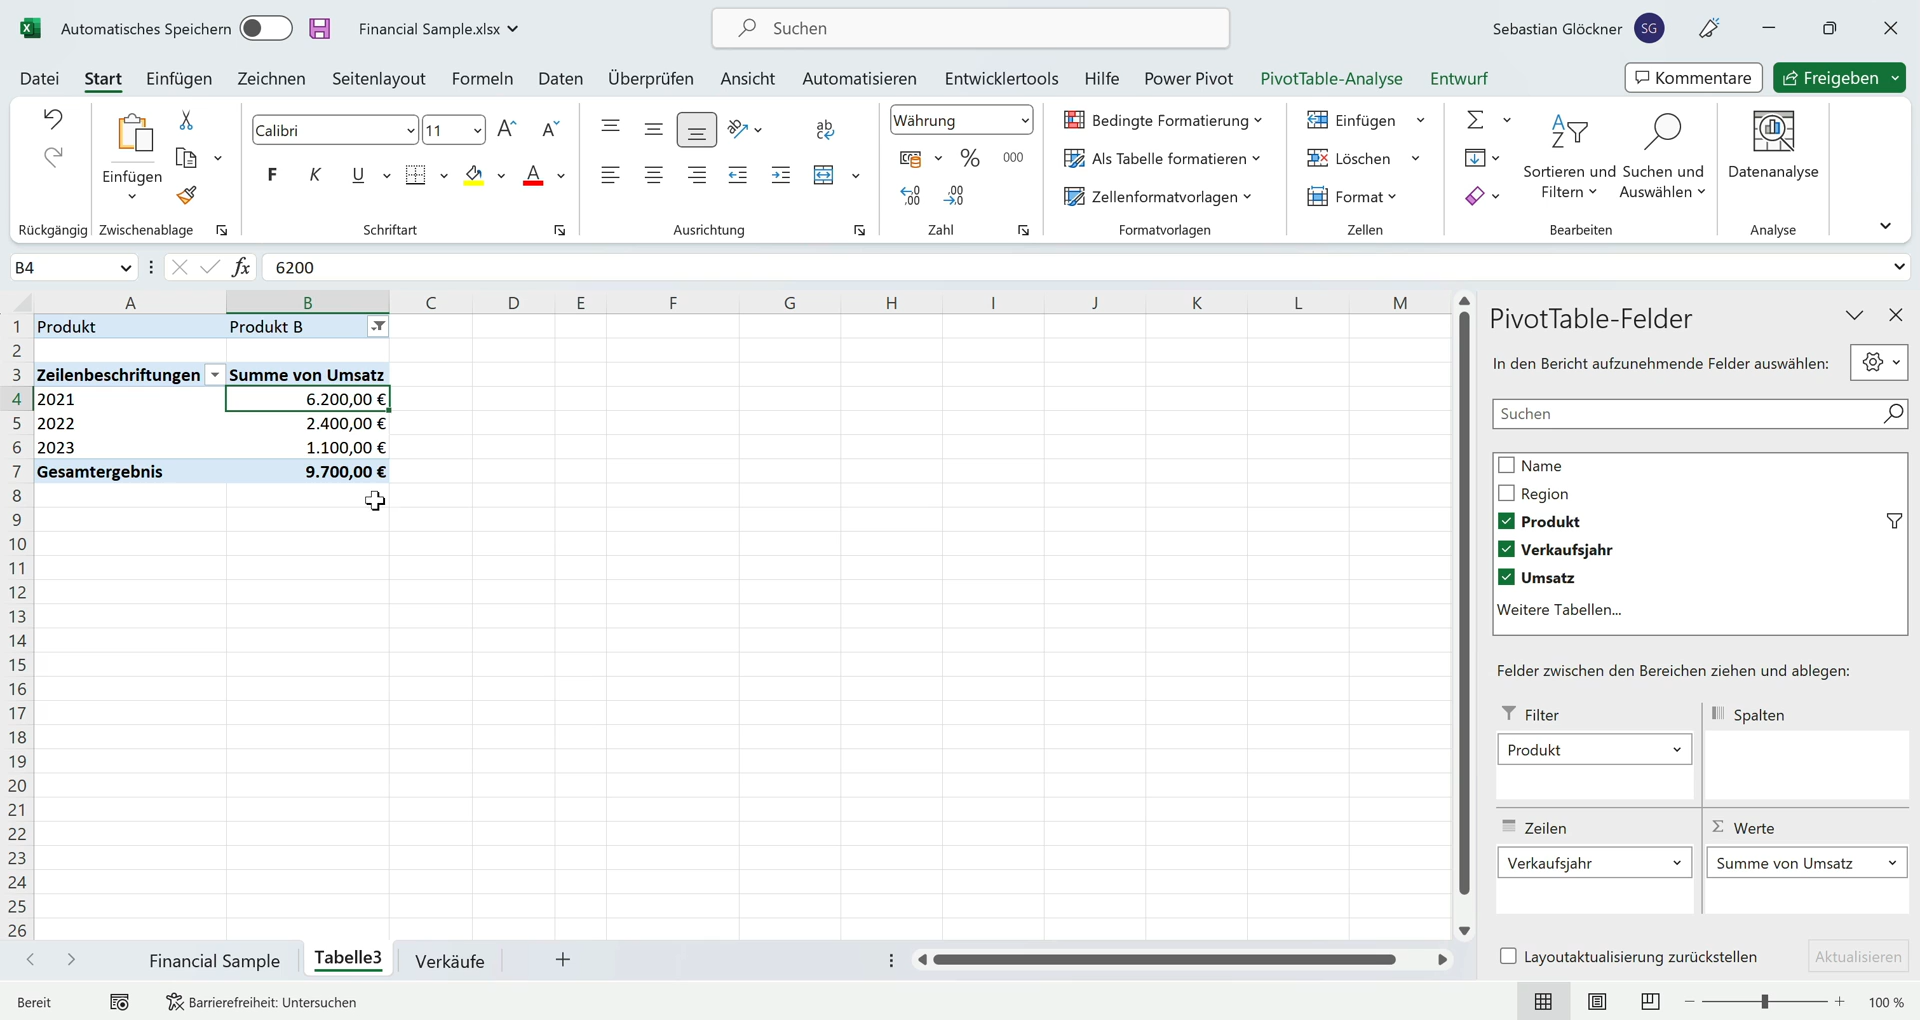 Automatisches Speichern
Financial Sample.xlsx
Suchen
Sebastian Glöckner SG
Datei Start Einfügen Zeichnen Seitenlayout Formeln Daten Überprüfen Ansicht Automatisieren Entwicklertools Hilfe Power Pivot PivotTable-Analyse Entwurf Kommentare Freigeben
Calibri 11 Währung
Bedingte Formatierung
Als Tabelle formatieren
Zellenformatvorlagen
Einfügen
Löschen
Format
Einfügen
F K U A
ab
% 000
Sortieren und
Filtern
Suchen und
Auswählen
Datenanalyse
Rückgängig Zwischenablage Schriftart Ausrichtung Zahl Formatvorlagen Zellen Bearbeiten Analyse
B4 fx 6200
A B C D E F G H I J K L M
1 Produkt Produkt B
2
3 Zeilenbeschriftungen Summe von Umsatz
4 2021 6.200,00 €
5 2022 2.400,00 €
6 2023 1.100,00 €
7 Gesamtergebnis 9.700,00 €
8
9
10
11
12
13
14
15
16
17
18
19
20
21
22
23
24
25
26
PivotTable-Felder
In den Bericht aufzunehmende Felder auswählen:
Suchen
Name
Region
Produkt
Verkaufsjahr
Umsatz
Weitere Tabellen...
Felder zwischen den Bereichen ziehen und ablegen:
Filter
Produkt
Spalten
Zeilen
Verkaufsjahr
Σ Werte
Summe von Umsatz
Layoutaktualisierung zurückstellen Aktualisieren
Financial Sample Tabelle3 Verkäufe
Bereit Barrierefreiheit: Untersuchen 100 %